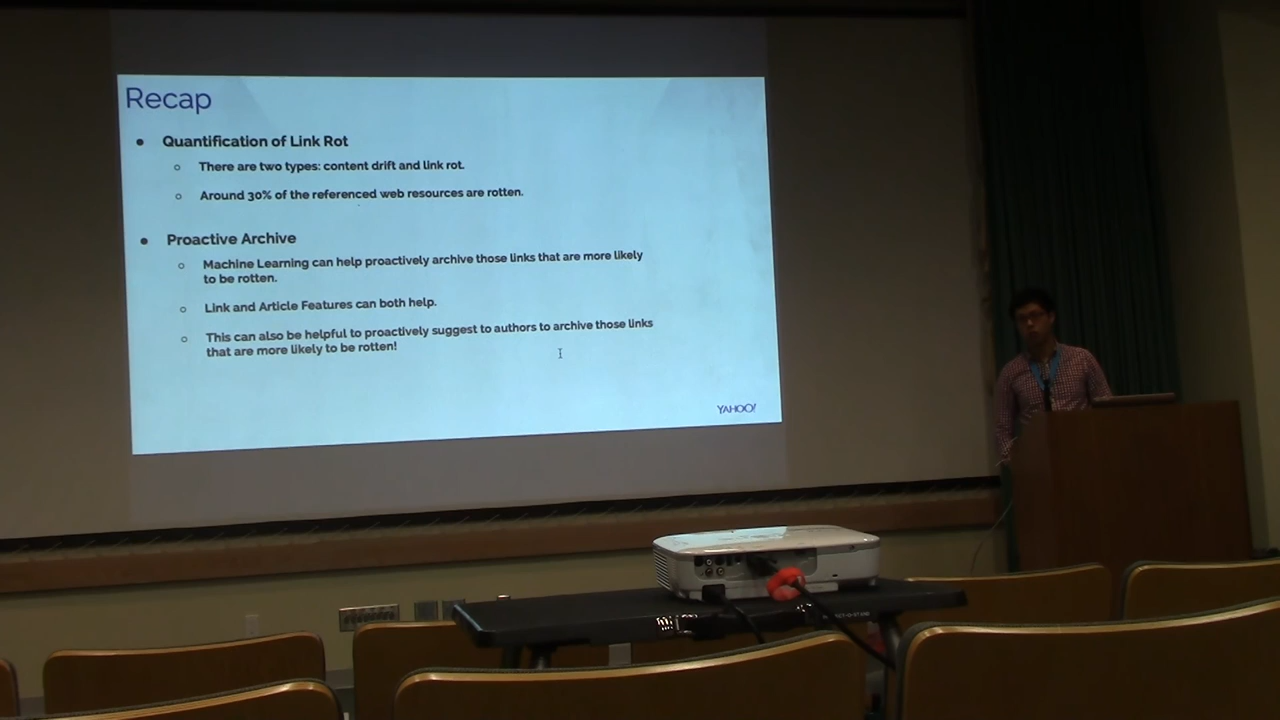 Recap
Quantification of Link Rot
There are two types: content drift and link rot.
Around 30% of the referenced web resources are rotten.
Proactive Archive
Machine Learning can help proactively archive those links that are more likely
to be rotten.
Link and Article Features can both help.
This can also be helpful to proactively suggest to authors to archive those links
that are more likely to be rotten!
YAHOO!